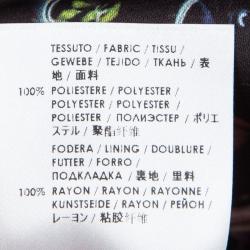 TESSUTO / FABRIC / TISSU /
GEWEBE / TEJIDO / ТКАНЬ / 表
地 / 面料
100% POLIESTERE / POLYESTER /
POLYESTER / POLYESTER /
POLIESTER / ПОЛИЭСТЕР / ポリエ
ステル / 聚酯纤维
FODERA / LINING / DOUBLURE /
FUTTER / FORRO /
ПОДКЛАДКА / 裏地 / 里料
100% RAYON / RAYON / RAYONNE /
KUNSTSEIDE / RAYON / РЕЙОН /
レーヨン / 粘胶纤维